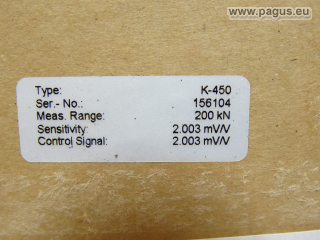 www.pagus.eu
Type: K-450
Ser.- No.: 156104
Meas. Range: 200 kN
Sensitivity: 2.003 mV/V
Control Signal: 2.003 mV/V